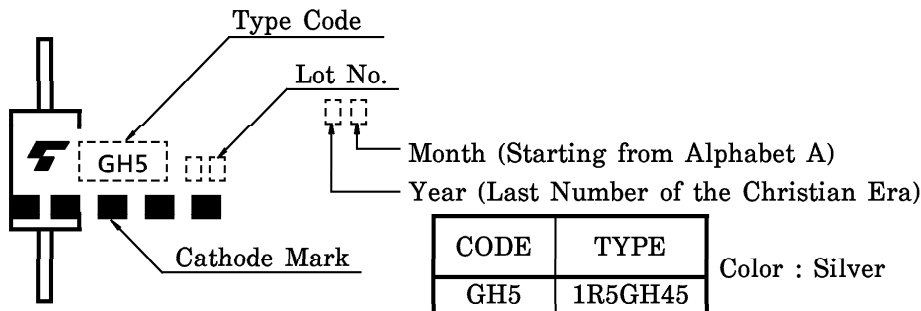 Type Code
Lot No.
GH5
Month (Starting from Alphabet A)
Year (Last Number of the Christian Era)
Cathode Mark
CODE TYPE
Color : Silver
GH5 1R5GH45